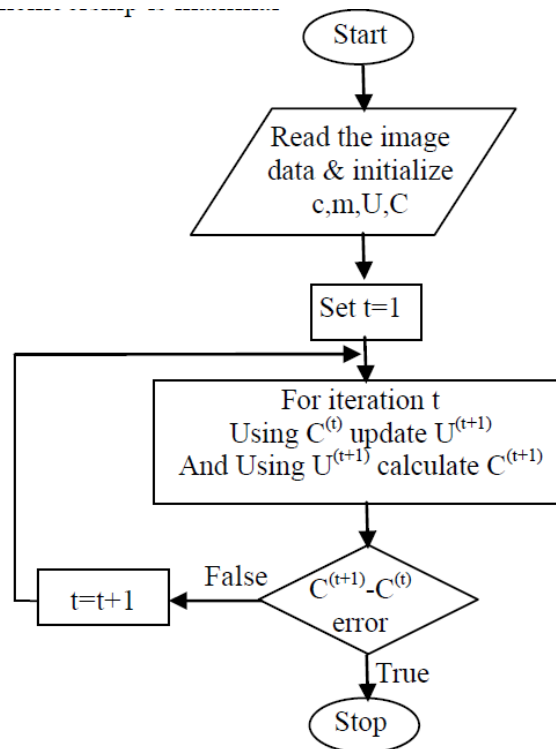 Start
Read the image
data & initialize
c,m,U,C
Set t=1
For iteration t
Using C^(t) update U^(t+1)
And Using U^(t+1) calculate C^(t+1)
C^(t+1)-C^(t)
error
False
t=t+1
True
Stop